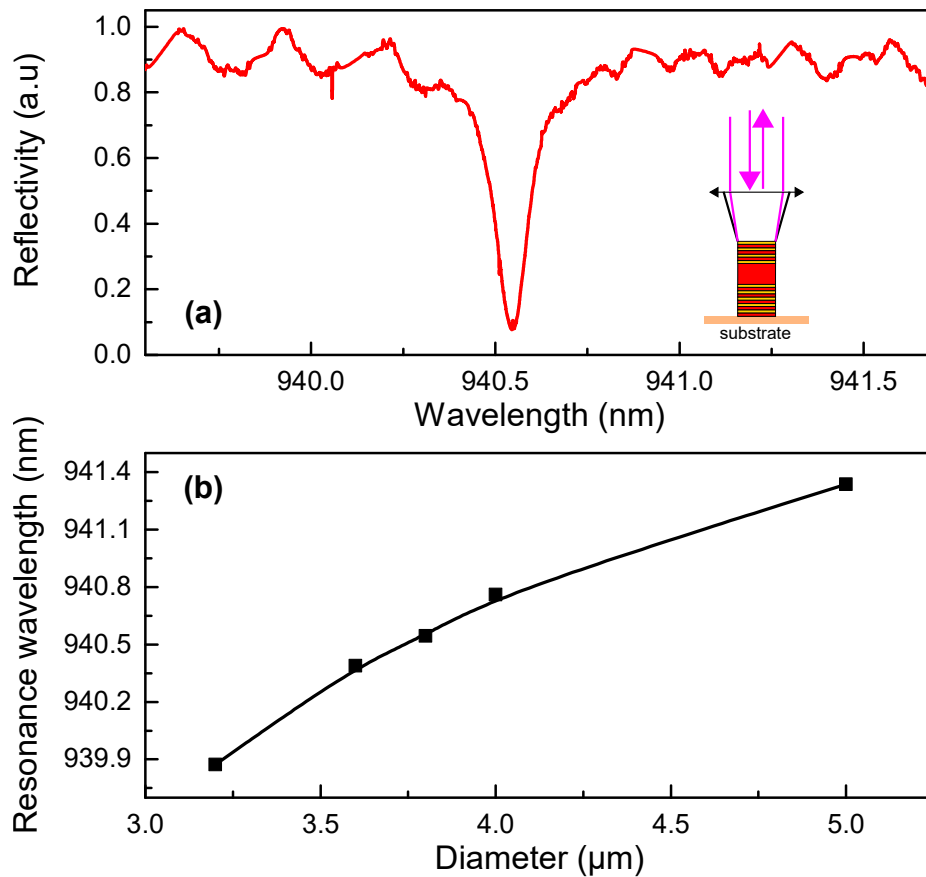 Reflectivity (a.u)
1.0
0.8
0.6
0.4
0.2
0.0
(a)
substrate
940.0 940.5 941.0 941.5
Wavelength (nm)
Resonance wavelength (nm)
941.4
941.1
940.8
940.5
940.2
939.9
(b)
3.0 3.5 4.0 4.5 5.0
Diameter (μm)